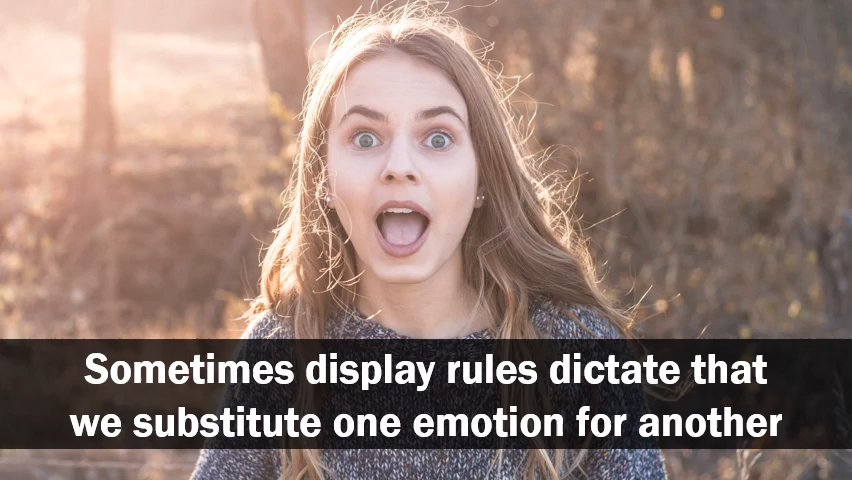 Sometimes display rules dictate that
we substitute one emotion for another